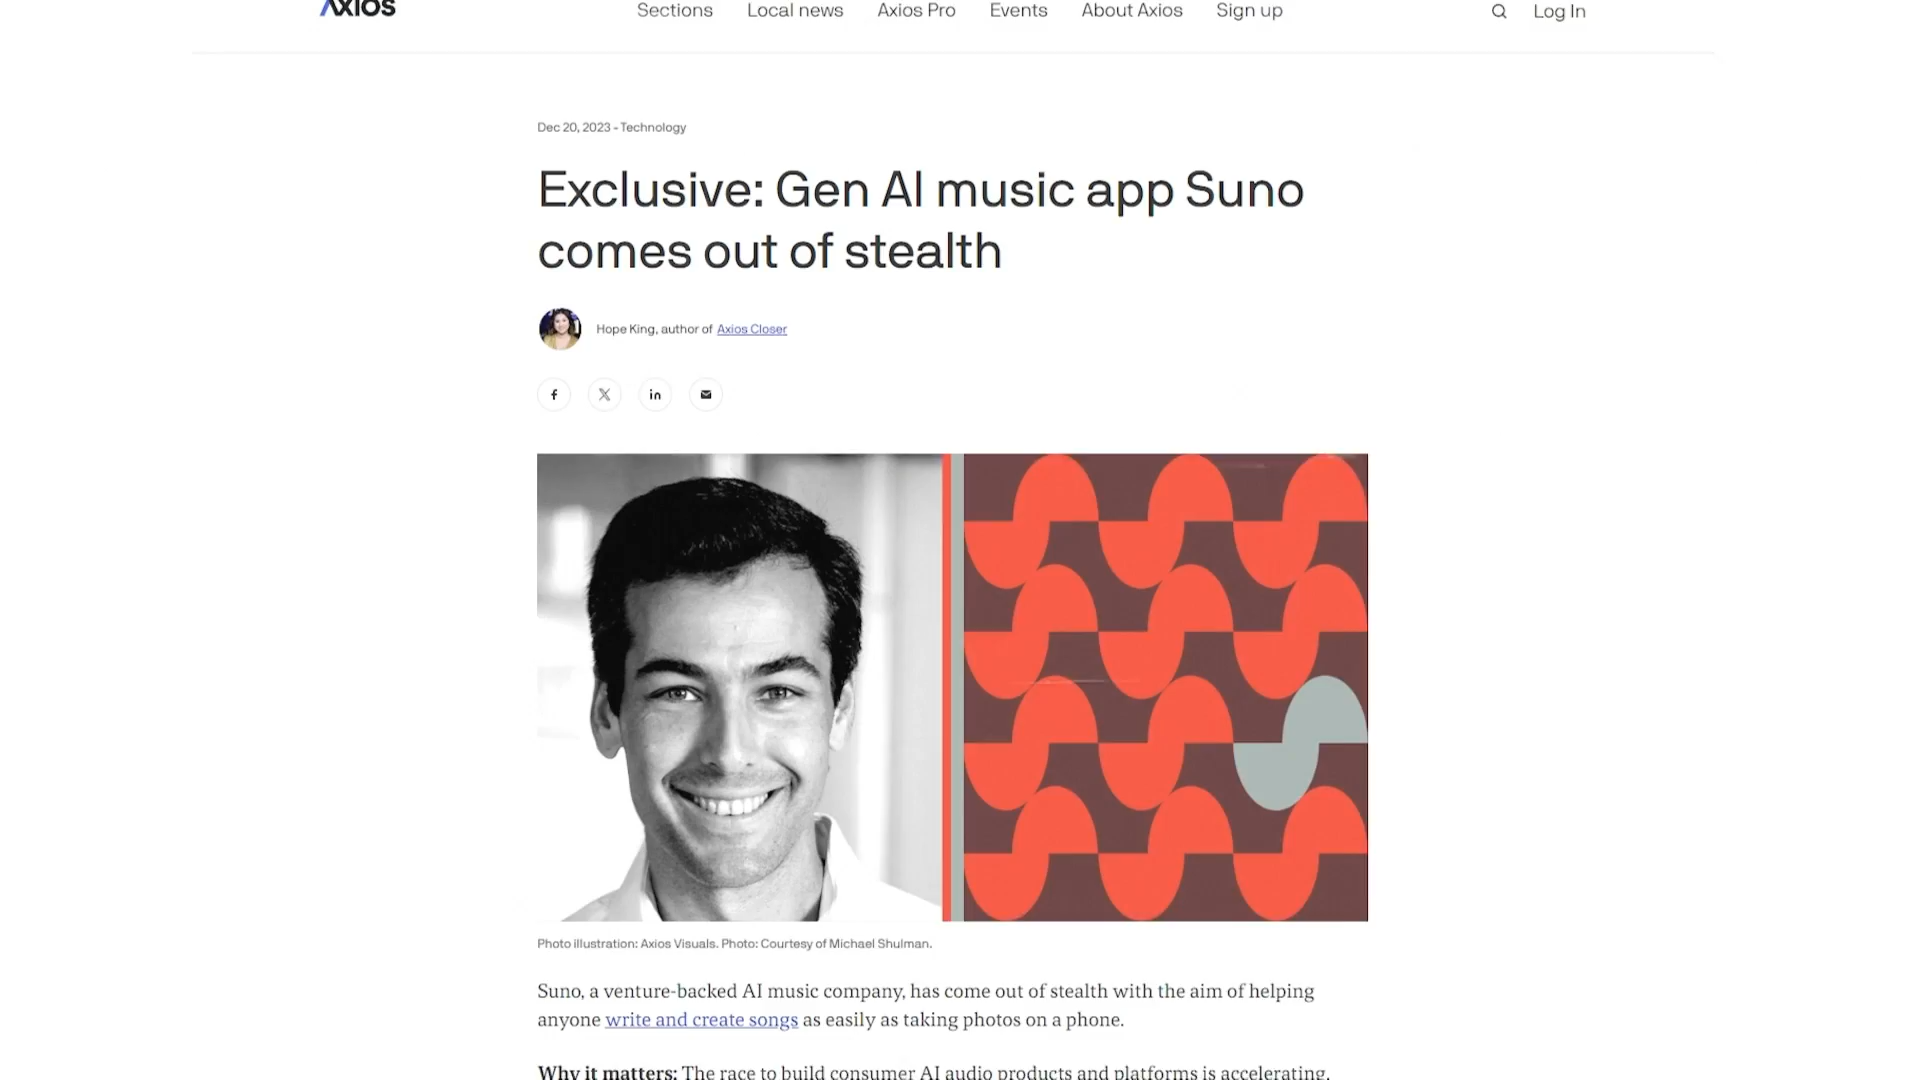 AXIOS
Sections Local news Axios Pro Events About Axios Sign up Log In
Dec 20, 2023 - Technology
Exclusive: Gen AI music app Suno
comes out of stealth
Hope King, author of Axios Closer
Photo illustration: Axios Visuals. Photo: Courtesy of Michael Shulman.
Suno, a venture-backed AI music company, has come out of stealth with the aim of helping
anyone write and create songs as easily as taking photos on a phone.
Why it matters: The race to build consumer AI audio products and platforms is accelerating.